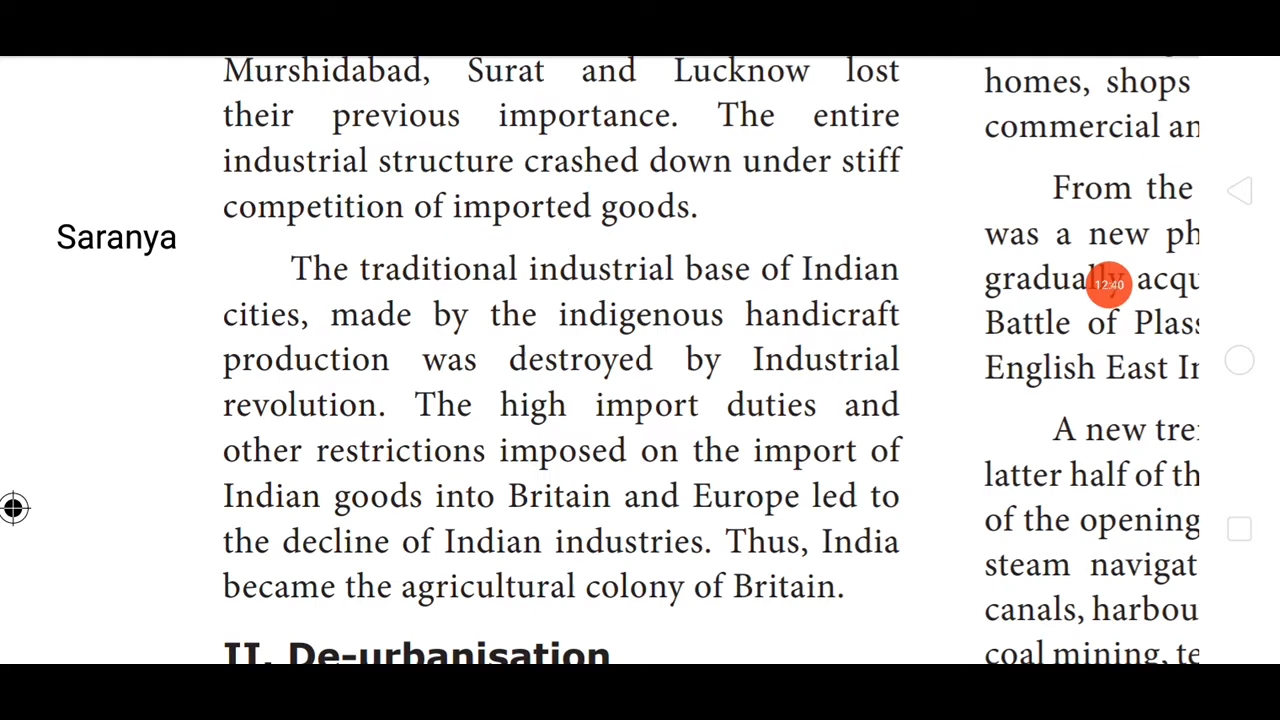 Murshidabad, Surat and Lucknow lost
their previous importance. The entire
industrial structure crashed down under stiff
competition of imported goods.
Saranya
The traditional industrial base of Indian
cities, made by the indigenous handicraft
production was destroyed by Industrial
revolution. The high import duties and
other restrictions imposed on the import of
Indian goods into Britain and Europe led to
the decline of Indian industries. Thus, India
became the agricultural colony of Britain.
II. De-urbanisation
homes, shops
commercial an
From the
was a new ph
gradually acqu
12:40
Battle of Plass
English East In
A new tre
latter half of th
of the opening
steam navigat
canals, harbou
coal mining, te